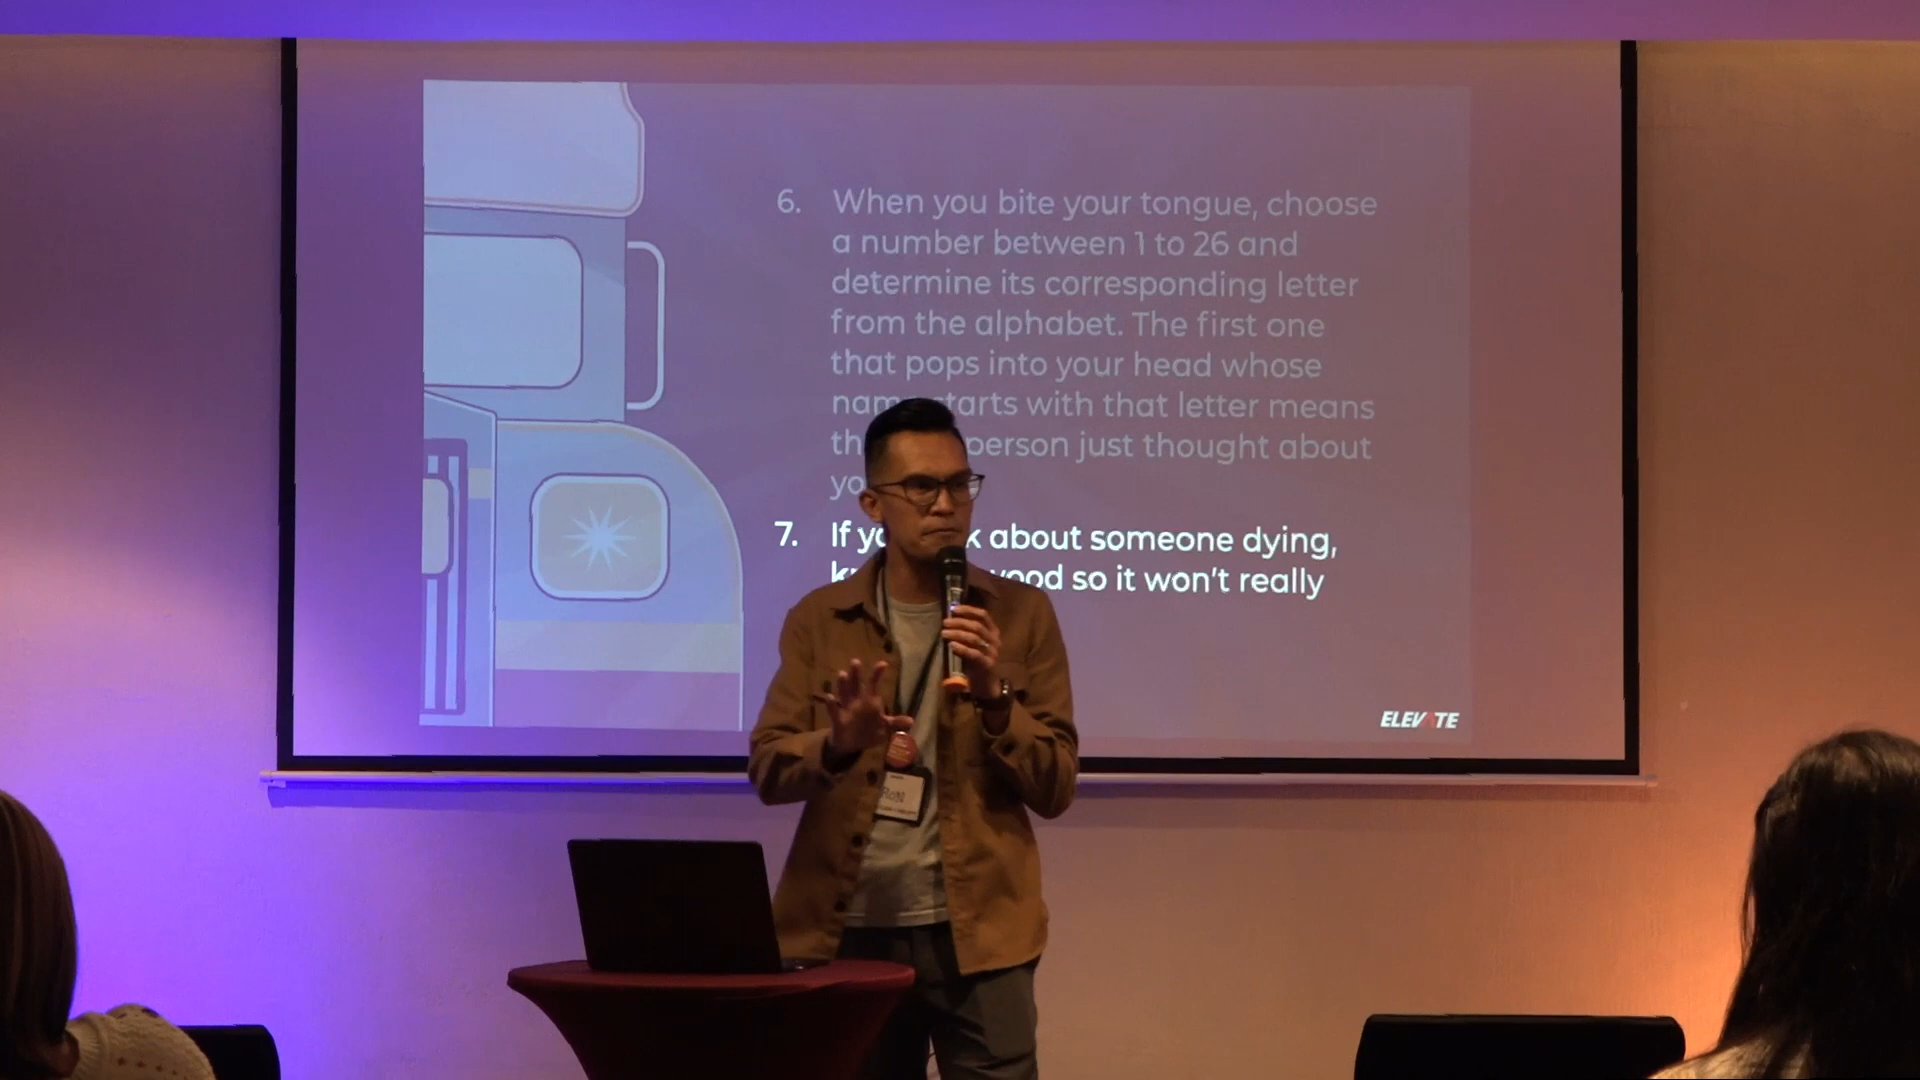 6. When you bite your tongue, choose
a number between 1 to 26 and
determine its corresponding letter
from the alphabet. The first one
that pops into your head whose
starts with that letter means
person just thought about
7. If about someone dying,
so it won't really
ELEVATE
RON